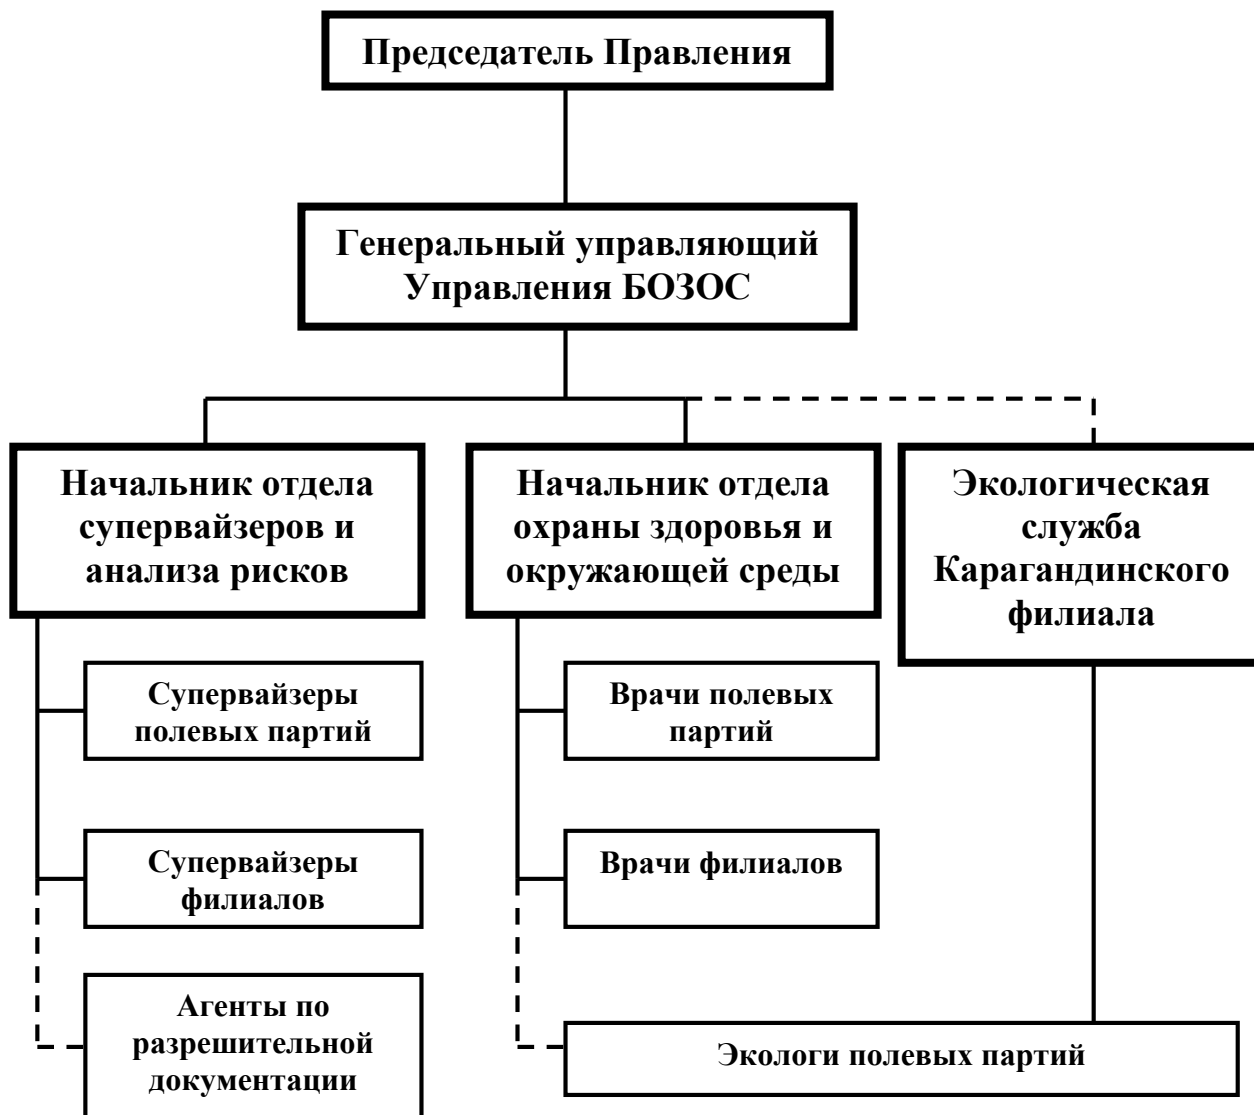 Председатель Правления
Генеральный управляющий
Управления БОЗОС
Начальник отдела
супервайзеров и
анализа рисков
Начальник отдела
охраны здоровья и
окружающей среды
Экологическая
служба
Карагандинского
филиала
Супервайзеры
полевых партий
Врачи полевых
партий
Супервайзеры
филиалов
Врачи филиалов
Агенты по
разрешительной
документации
Экологи полевых партий